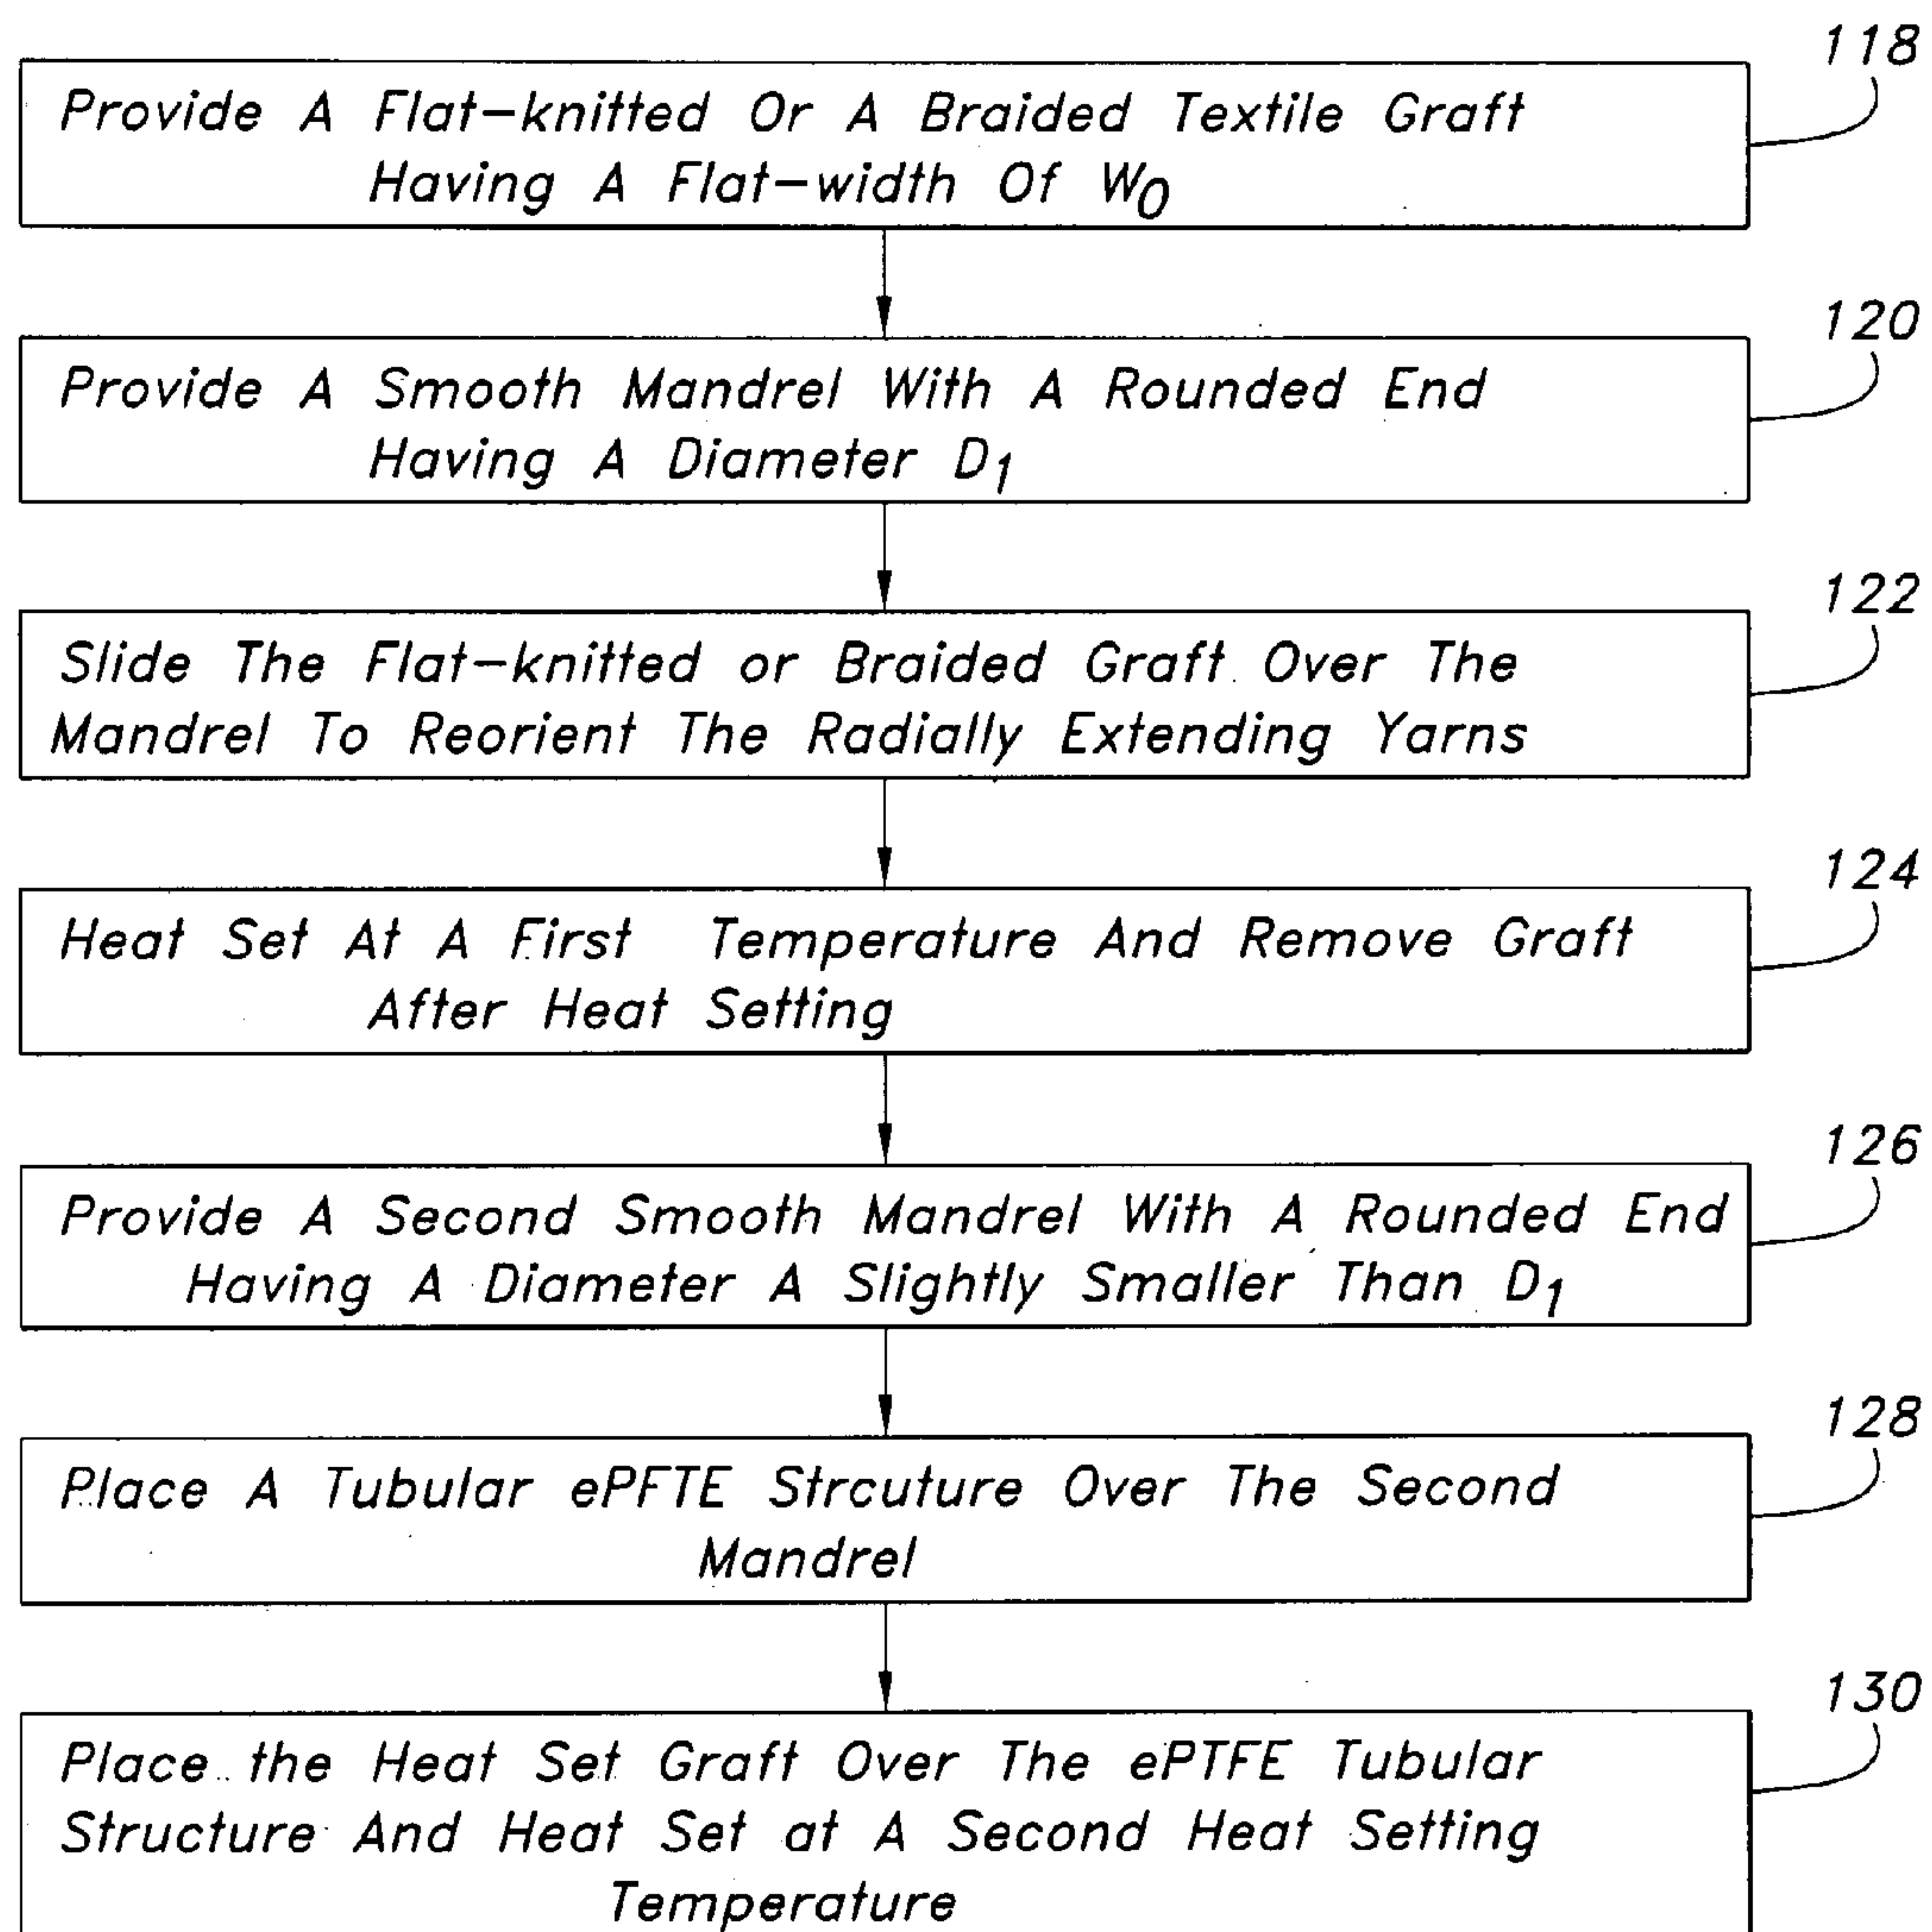 118
Provide A Flat-knitted Or A Braided Textile Graft
Having A Flat-width Of W0
120
Provide A Smooth Mandrel With A Rounded End
Having A Diameter D1
122
Slide The Flat-knitted or Braided Graft Over The
Mandrel To Reorient The Radially Extending Yarns
124
Heat Set At A First Temperature And Remove Graft
After Heat Setting
126
Provide A Second Smooth Mandrel With A Rounded End
Having A Diameter A Slightly Smaller Than D1
128
Place A Tubular ePFTE Strcuture Over The Second
Mandrel
130
Place the Heat Set Graft Over The ePTFE Tubular
Structure And Heat Set at A Second Heat Setting
Temperature